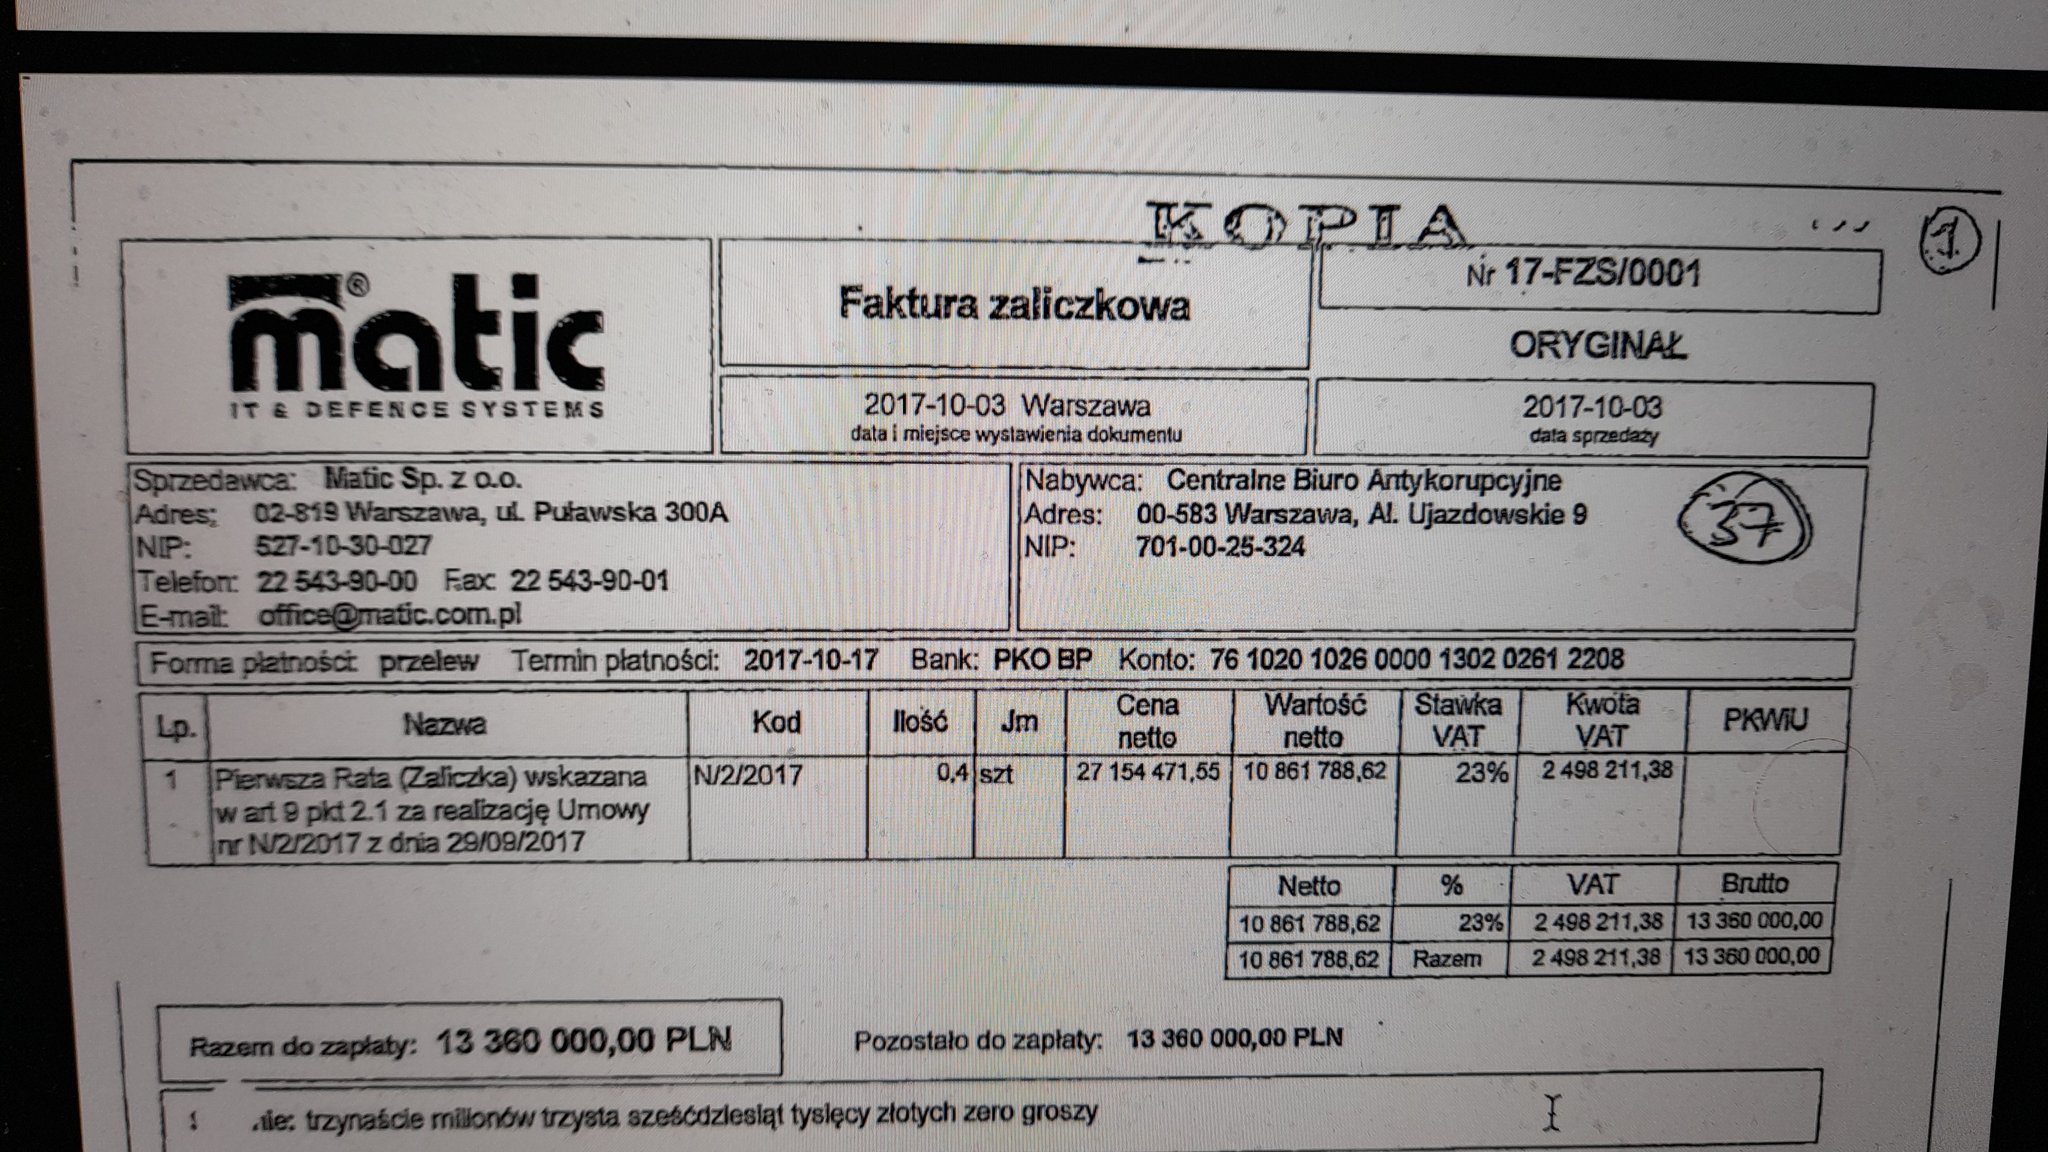 KOPIA
1
matic®
IT & DEFENCE SYSTEMS
Faktura zaliczkowa
Nr 17-FZS/0001
ORYGINAŁ
2017-10-03 Warszawa
data i miejsce wystawienia dokumentu
2017-10-03
data sprzedaży
Sprzedawca: Matic Sp. z o.o.
Adres: 02-819 Warszawa, ul. Puławska 300A
NIP: 527-10-30-027
Telefon: 22 543-90-00 Fax: 22 543-90-01
E-mail: office@matic.com.pl
Nabywca: Centralne Biuro Antykorupcyjne
Adres: 00-583 Warszawa, Al. Ujazdowskie 9
NIP: 701-00-25-324
37
Forma płatności: przelew Termin płatności: 2017-10-17 Bank: PKO BP Konto: 76 1020 1026 0000 1302 0261 2208
Lp. Nazwa Kod Ilość Jm Cena netto Wartość netto Stawka VAT Kwota VAT PKWiU
1 Pierwsza Rata (Zaliczka) wskazana N/2/2017 0,4 szt 27 154 471,55 10 861 788,62 23% 2 498 211,38
w art 9 pkt 2.1 za realizację Umowy
nr N/2/2017 z dnia 29/09/2017
Netto % VAT Brutto
10 861 788,62 23% 2 498 211,38 13 360 000,00
10 861 788,62 Razem 2 498 211,38 13 360 000,00
Razem do zapłaty: 13 360 000,00 PLN Pozostało do zapłaty: 13 360 000,00 PLN
trzynaście milionów trzysta sześćdziesiąt tysięcy złotych zero groszy